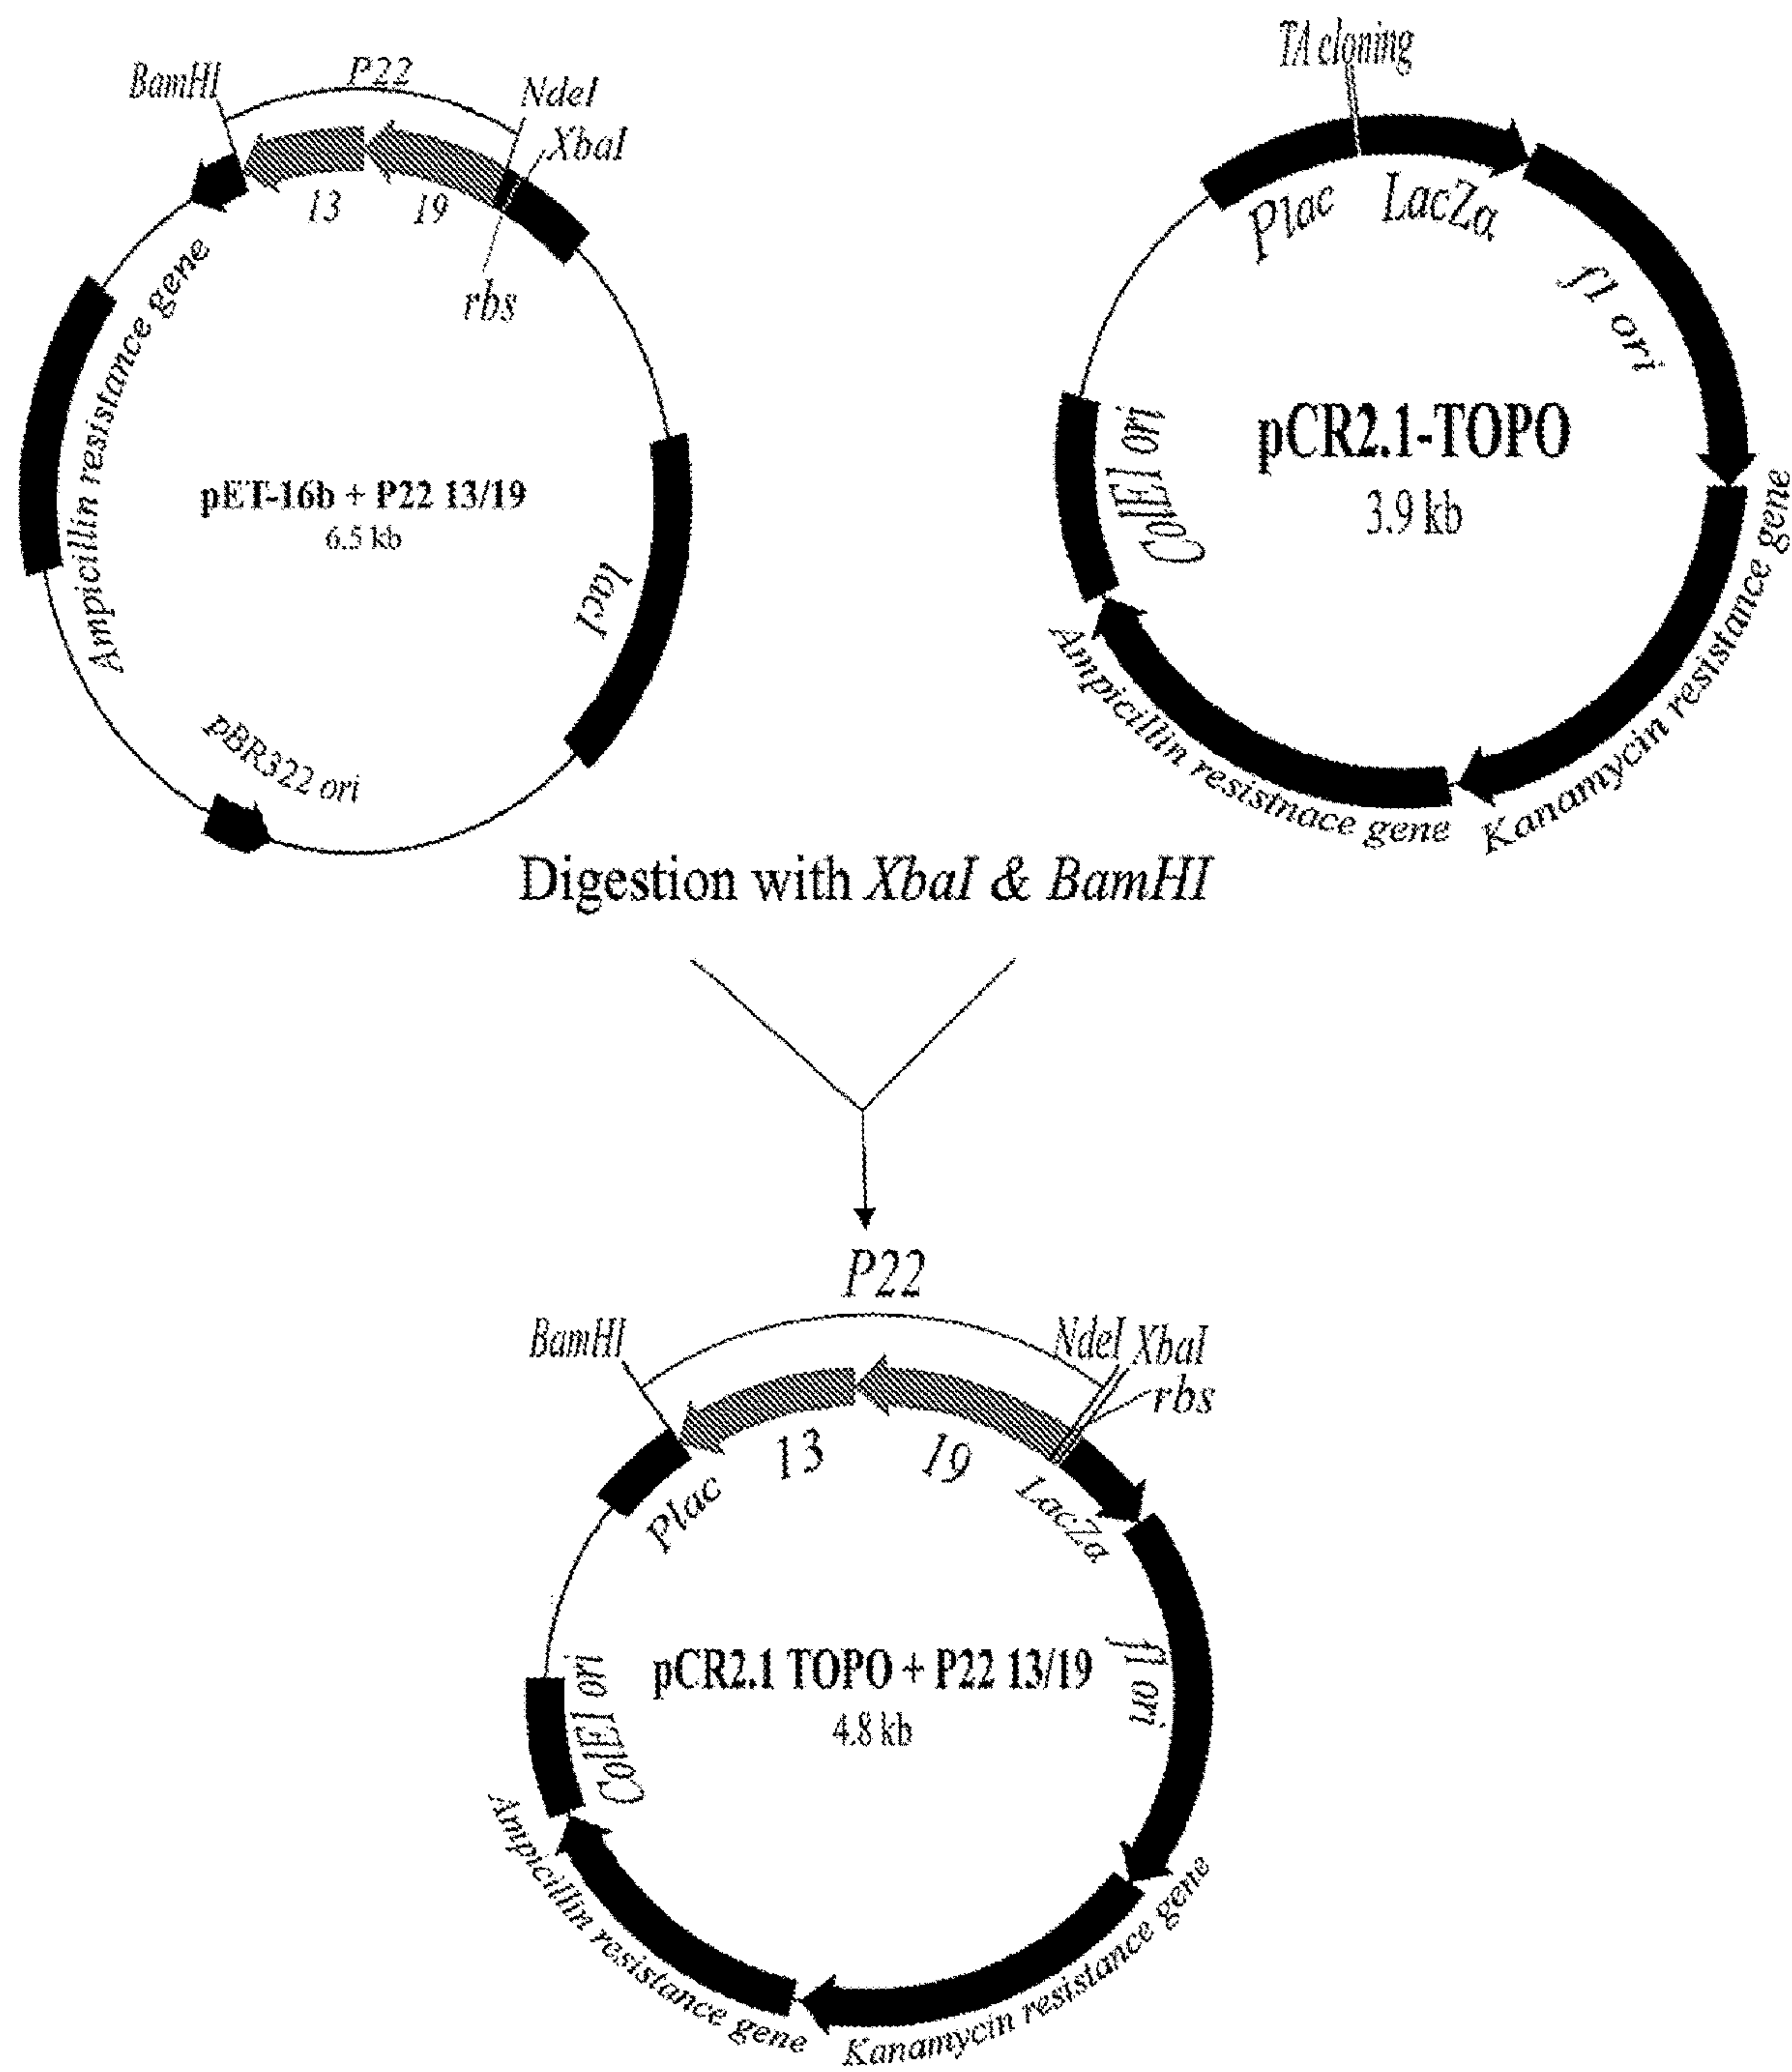 BamHI
P22
NdeI
XbaI
13
19
rbs
Ampicillin resistance gene
pET-16b + P22 13/19
6.5 kb
lacI
pBR322 ori
TA cloning
Plac
LacZα
f1 ori
pCR2.1-TOPO
3.9 kb
ColE1 ori
Ampicillin resistnace gene
Kanamycin resistance gene
Digestion with XbaI & BamHI
P22
BamHI
NdeI
XbaI
rbs
13
19
Plac
LacZα
f1 ori
pCR2.1 TOPO + P22 13/19
4.8 kb
ColE1 ori
Ampicillin resistance gene
Kanamycin resistance gene